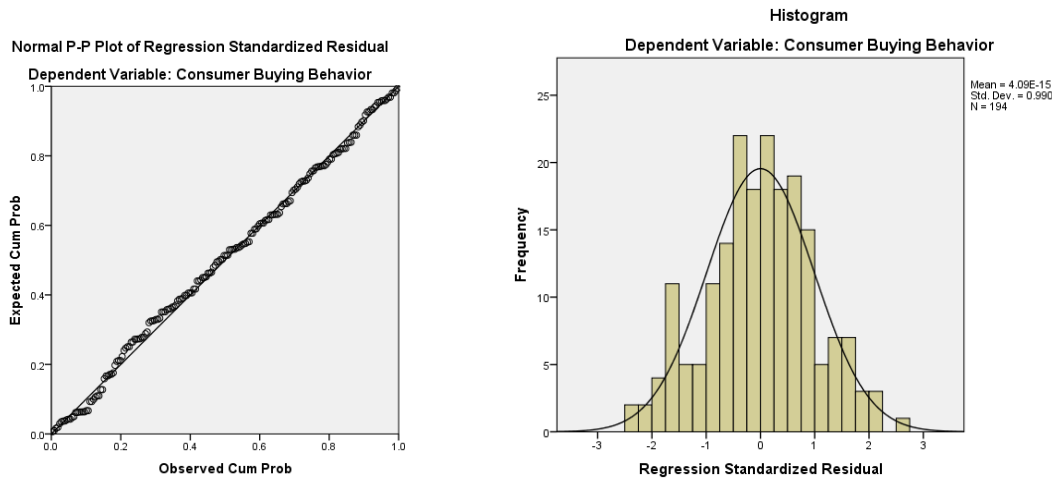 Normal P-P Plot of Regression Standardized Residual
Dependent Variable: Consumer Buying Behavior
1.0
0.8
0.6
0.4
0.2
0.0
0.0 0.2 0.4 0.6 0.8 1.0
Expected Cum Prob
Observed Cum Prob
Histogram
Dependent Variable: Consumer Buying Behavior
Mean = 4.09E-15
Std. Dev. = 0.990
N = 194
25
20
15
10
5
0
-3 -2 -1 0 1 2 3
Frequency
Regression Standardized Residual